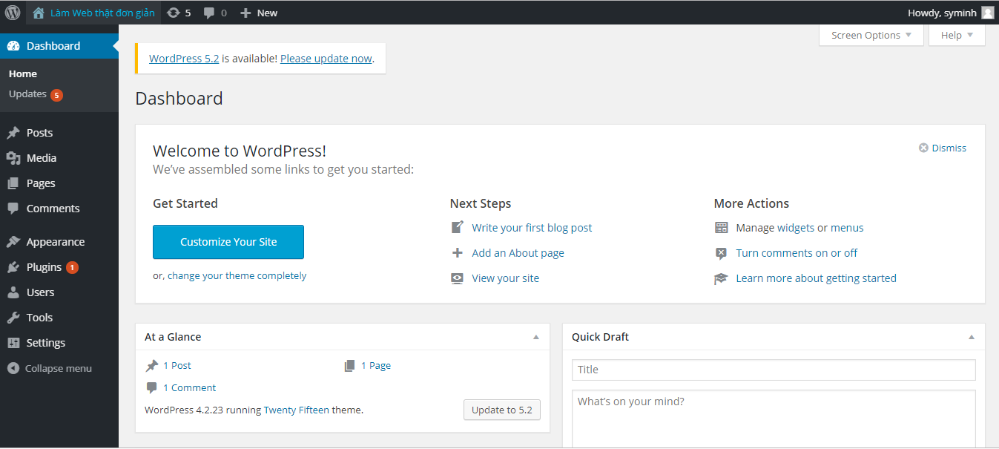 Làm Web thật đơn giản 5 0 New Howdy, syminh
Screen Options Help
Dashboard
Home
Updates 5
Posts
Media
Pages
Comments
Appearance
Plugins 1
Users
Tools
Settings
Collapse menu
WordPress 5.2 is available! Please update now.
Dashboard
Welcome to WordPress!
Dismiss
We've assembled some links to get you started:
Get Started
Customize Your Site
or, change your theme completely
Next Steps
Write your first blog post
Add an About page
View your site
More Actions
Manage widgets or menus
Turn comments on or off
Learn more about getting started
At a Glance
1 Post 1 Page
1 Comment
WordPress 4.2.23 running Twenty Fifteen theme. Update to 5.2
Quick Draft
Title
What's on your mind?